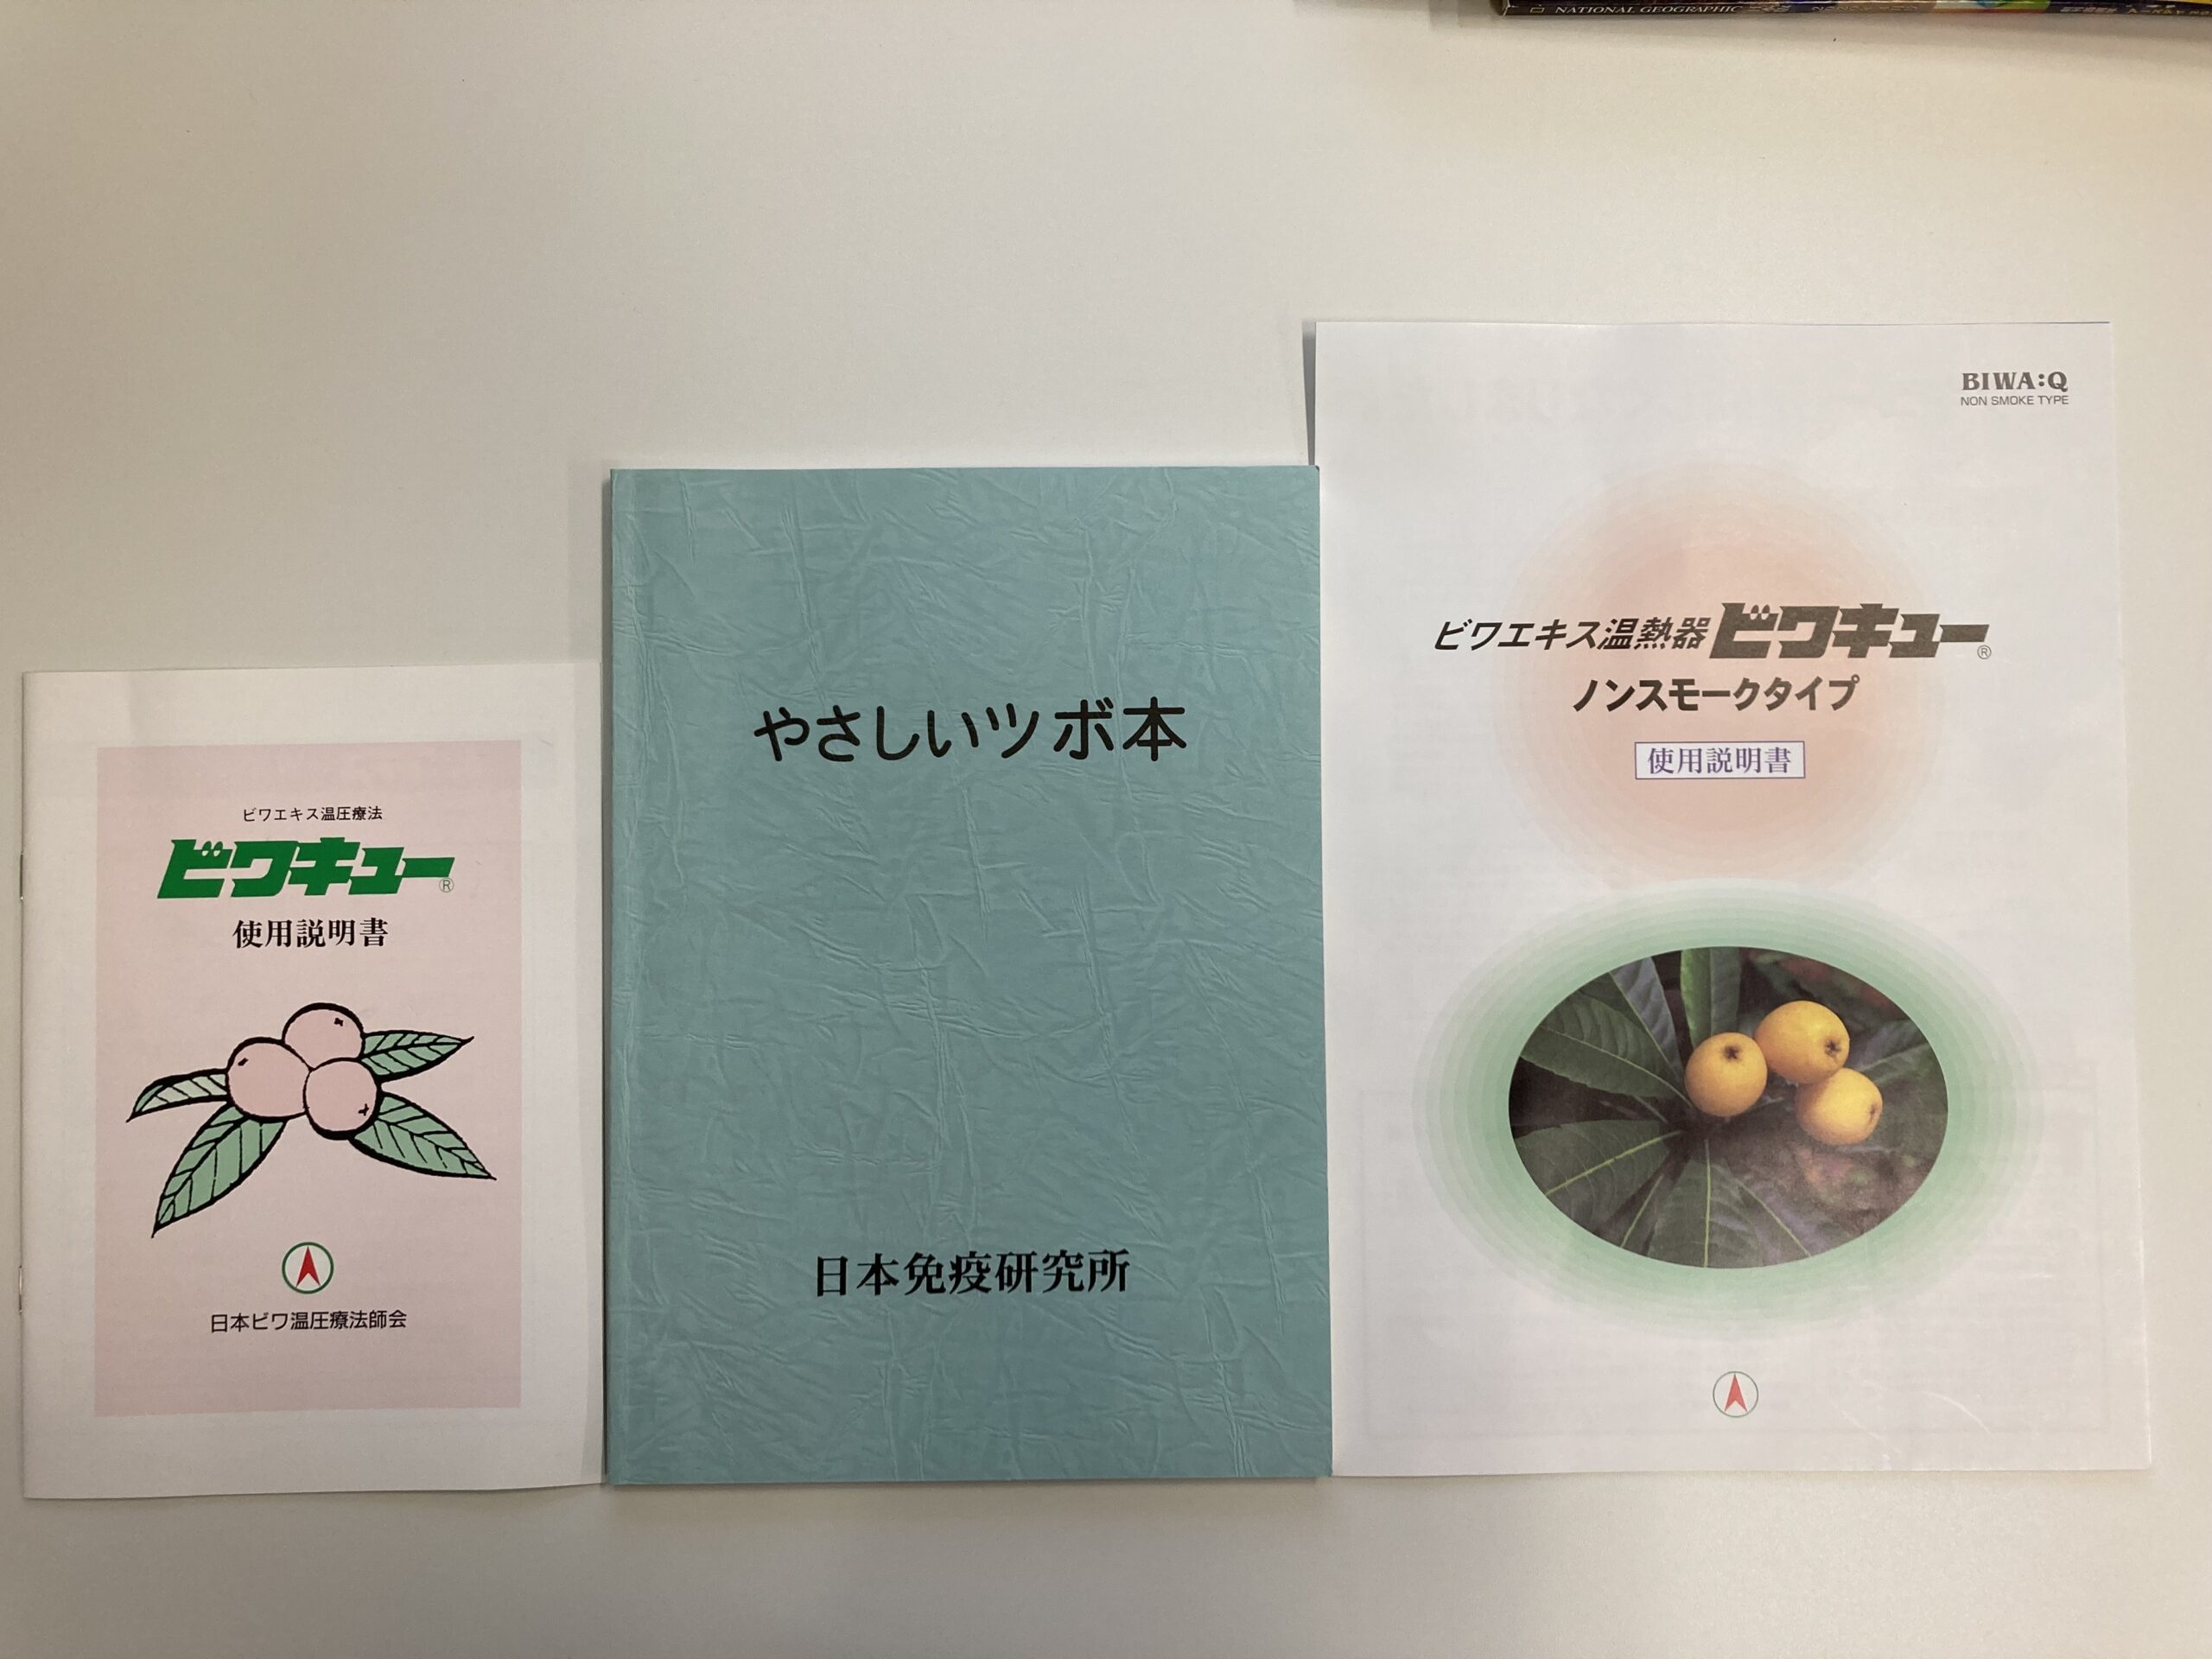 NATIONAL GEOGRAPHIC
ビワエキス温圧療法
ビワキュー®
使用説明書
日本ビワ温圧療法師会
やさしいツボ本
日本免疫研究所
BIWA:Q
NON SMOKE TYPE
ビワエキス温熱器ビワキュー®
ノンスモークタイプ
使用説明書